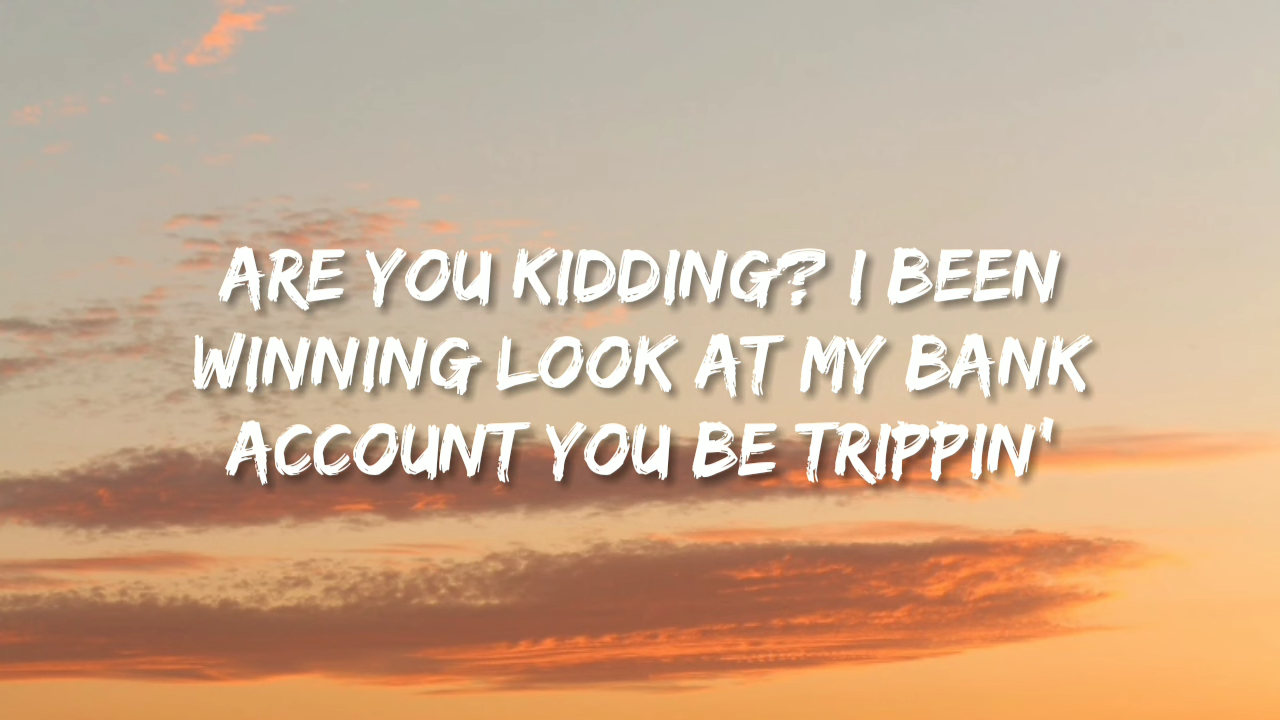 ARE YOU KIDDING? I BEEN
WINNING LOOK AT MY BANK
ACCOUNT YOU BE TRIPPIN'